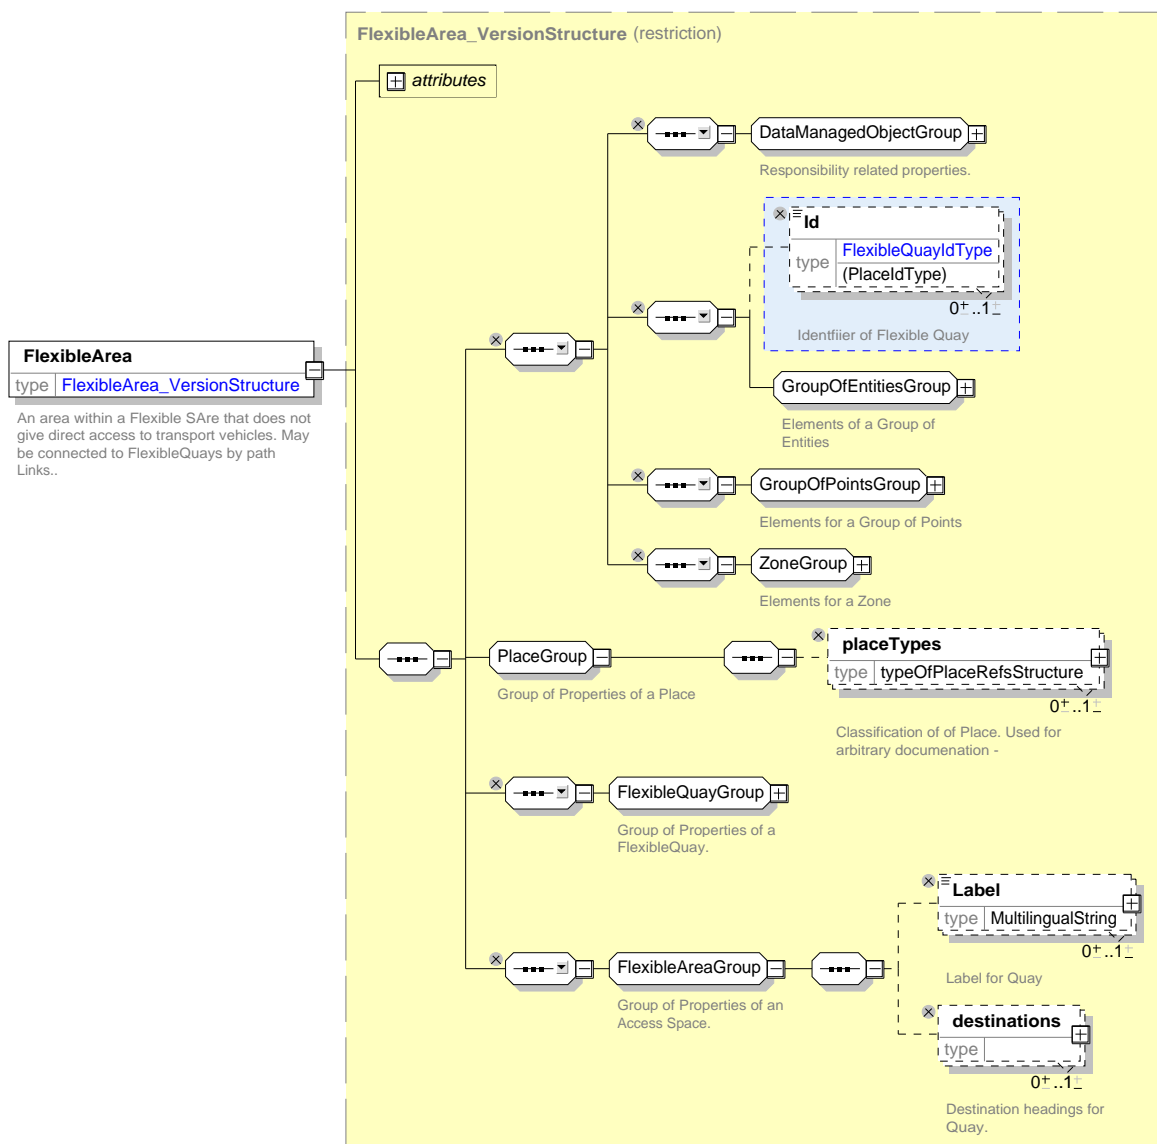 FlexibleArea_VersionStructure (restriction)
attributes
DataManagedObjectGroup
Responsibility related properties.
Id
type FlexibleQuayIdType
(PlaceIdType)
0±..1±
Identfiier of Flexible Quay
GroupOfEntitiesGroup
Elements of a Group of
Entities
FlexibleArea
type FlexibleArea_VersionStructure
An area within a Flexible SAre that does not
give direct access to transport vehicles. May
be connected to FlexibleQuays by path
Links..
GroupOfPointsGroup
Elements for a Group of Points
ZoneGroup
Elements for a Zone
PlaceGroup
Group of Properties of a Place
placeTypes
type typeOfPlaceRefsStructure
0±..1±
Classification of of Place. Used for
arbitrary documenation -
FlexibleQuayGroup
Group of Properties of a
FlexibleQuay.
FlexibleAreaGroup
Group of Properties of an
Access Space.
Label
type MultilingualString
0±..1±
Label for Quay
destinations
type
0±..1±
Destination headings for
Quay.